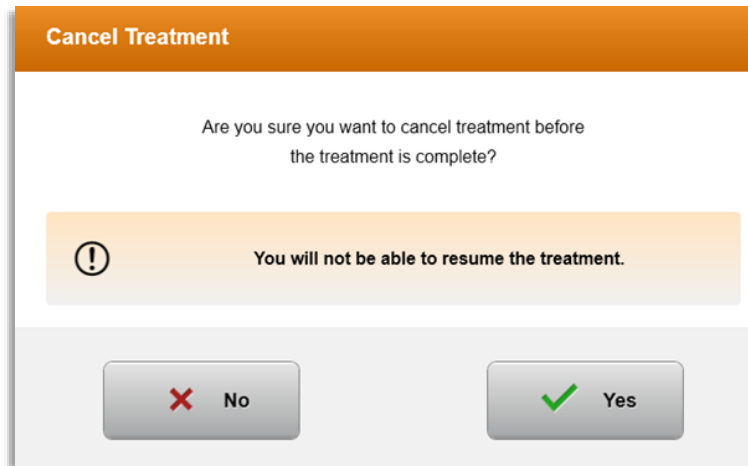 Cancel Treatment
Are you sure you want to cancel treatment before
the treatment is complete?
You will not be able to resume the treatment.
No
Yes